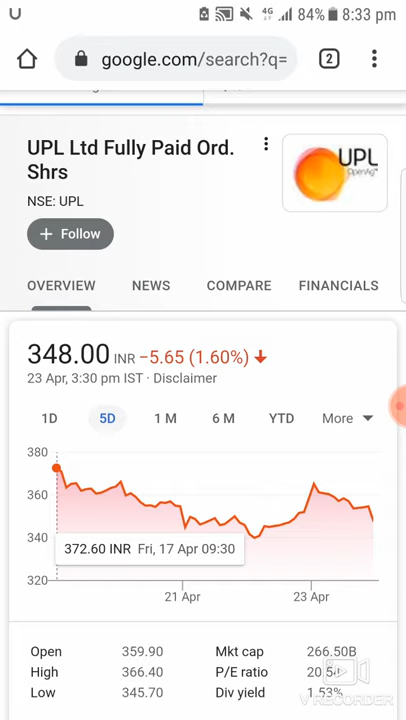 U 4G 84% 8:33 pm
google.com/search?q= 2
UPL Ltd Fully Paid Ord.
Shrs
NSE: UPL
+ Follow
UPL
OpenAg™
OVERVIEW NEWS COMPARE FINANCIALS
348.00 INR −5.65 (1.60%)
23 Apr, 3:30 pm IST · Disclaimer
1D 5D 1 M 6 M YTD More
380
360
340
320
372.60 INR Fri, 17 Apr 09:30
21 Apr 23 Apr
Open 359.90 Mkt cap 266.50B
High 366.40 P/E ratio
Low 345.70 Div yield 1.53%
V RECORDER